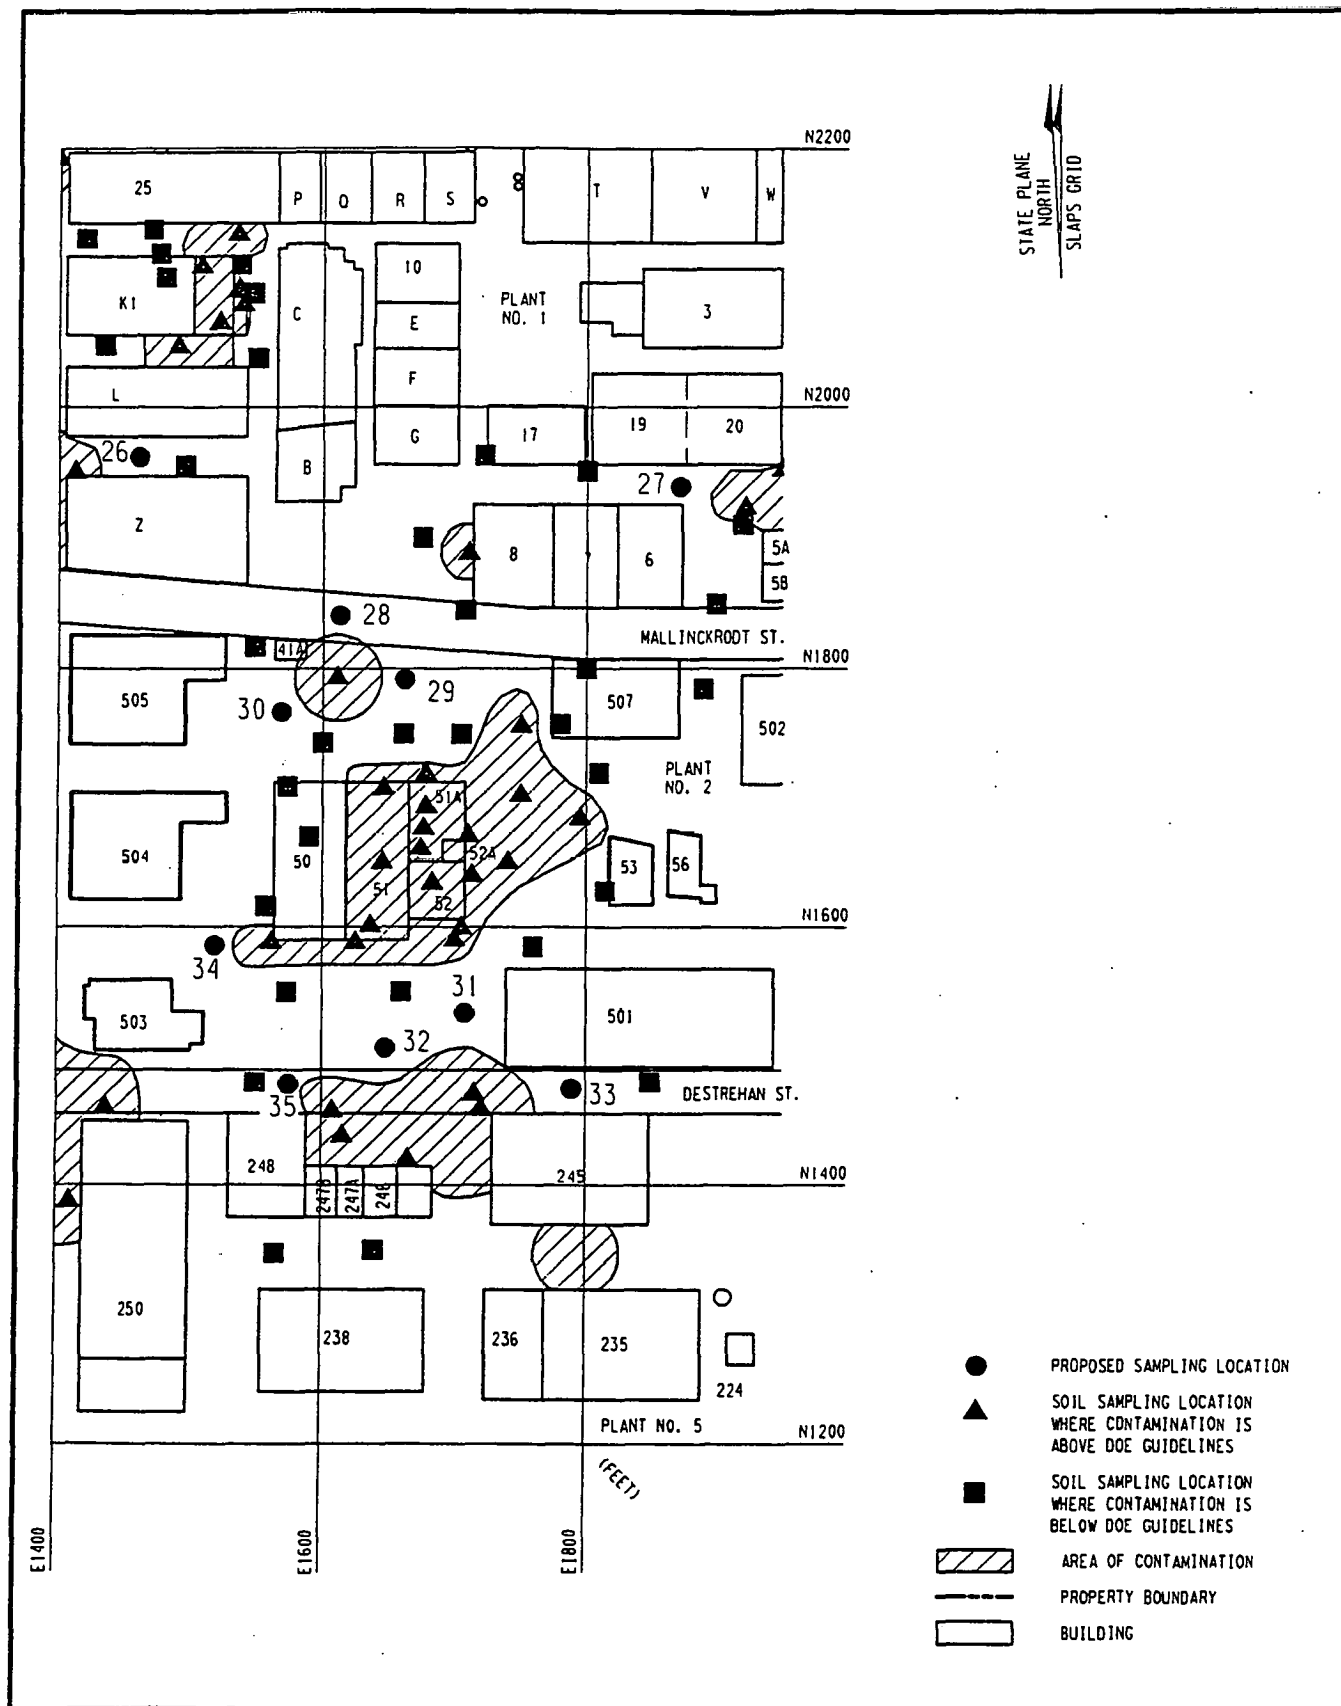 N2200
STATE PLANE
NORTH
SLAPS GRID
25
P
Q
R
S
T
V
W
K1
C
10
E
F
G
PLANT
NO. 1
3
L
N2000
17
19
20
26
B
27
Z
8
7
6
5A
5B
28
MALLINCKRODT ST.
41A
N1800
505
30
29
507
502
PLANT
NO. 2
51A
504
50
52A
53
56
51
52
N1600
34
31
503
501
32
35
33
DESTREHAN ST.
248
247B
247A
246
245
N1400
250
238
236
235
224
PLANT NO. 5
N1200
(FEET)
E1400
E1600
E1800
PROPOSED SAMPLING LOCATION
SOIL SAMPLING LOCATION
WHERE CONTAMINATION IS
ABOVE DOE GUIDELINES
SOIL SAMPLING LOCATION
WHERE CONTAMINATION IS
BELOW DOE GUIDELINES
AREA OF CONTAMINATION
PROPERTY BOUNDARY
BUILDING